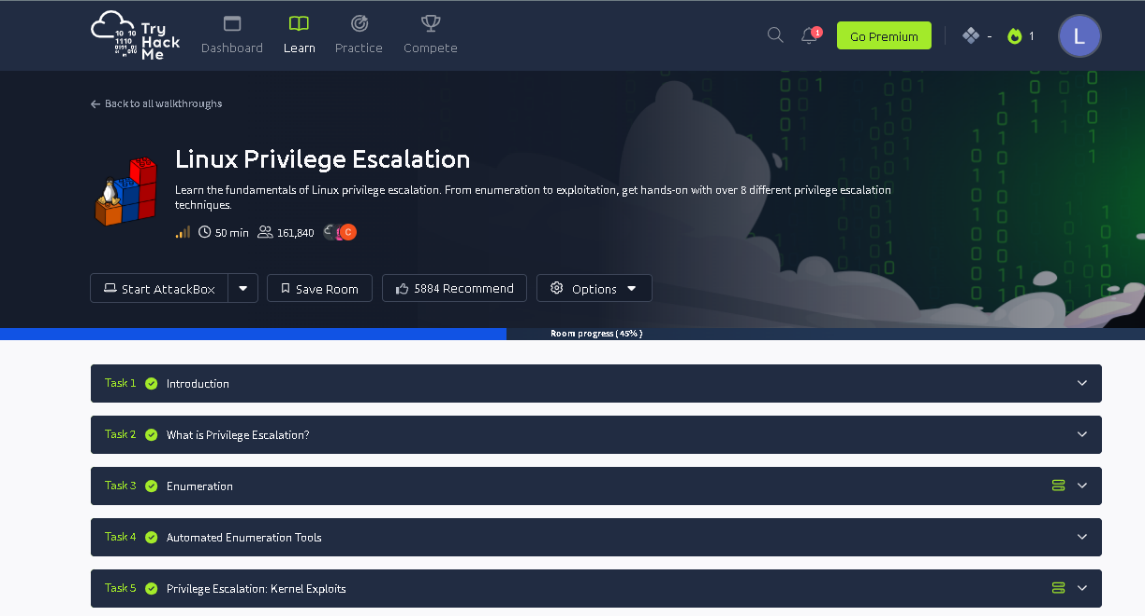 Try Hack Me
Dashboard
Learn
Practice
Compete
1
Go Premium
-
1
L
Back to all walkthroughs
Linux Privilege Escalation
Learn the fundamentals of Linux privilege escalation. From enumeration to exploitation, get hands-on with over 8 different privilege escalation
techniques.
50 min 161,840 C
Start AttackBox
Save Room
5884 Recommend
Options
Room progress ( 45% )
Task 1 Introduction
Task 2 What is Privilege Escalation?
Task 3 Enumeration
Task 4 Automated Enumeration Tools
Task 5 Privilege Escalation: Kernel Exploits